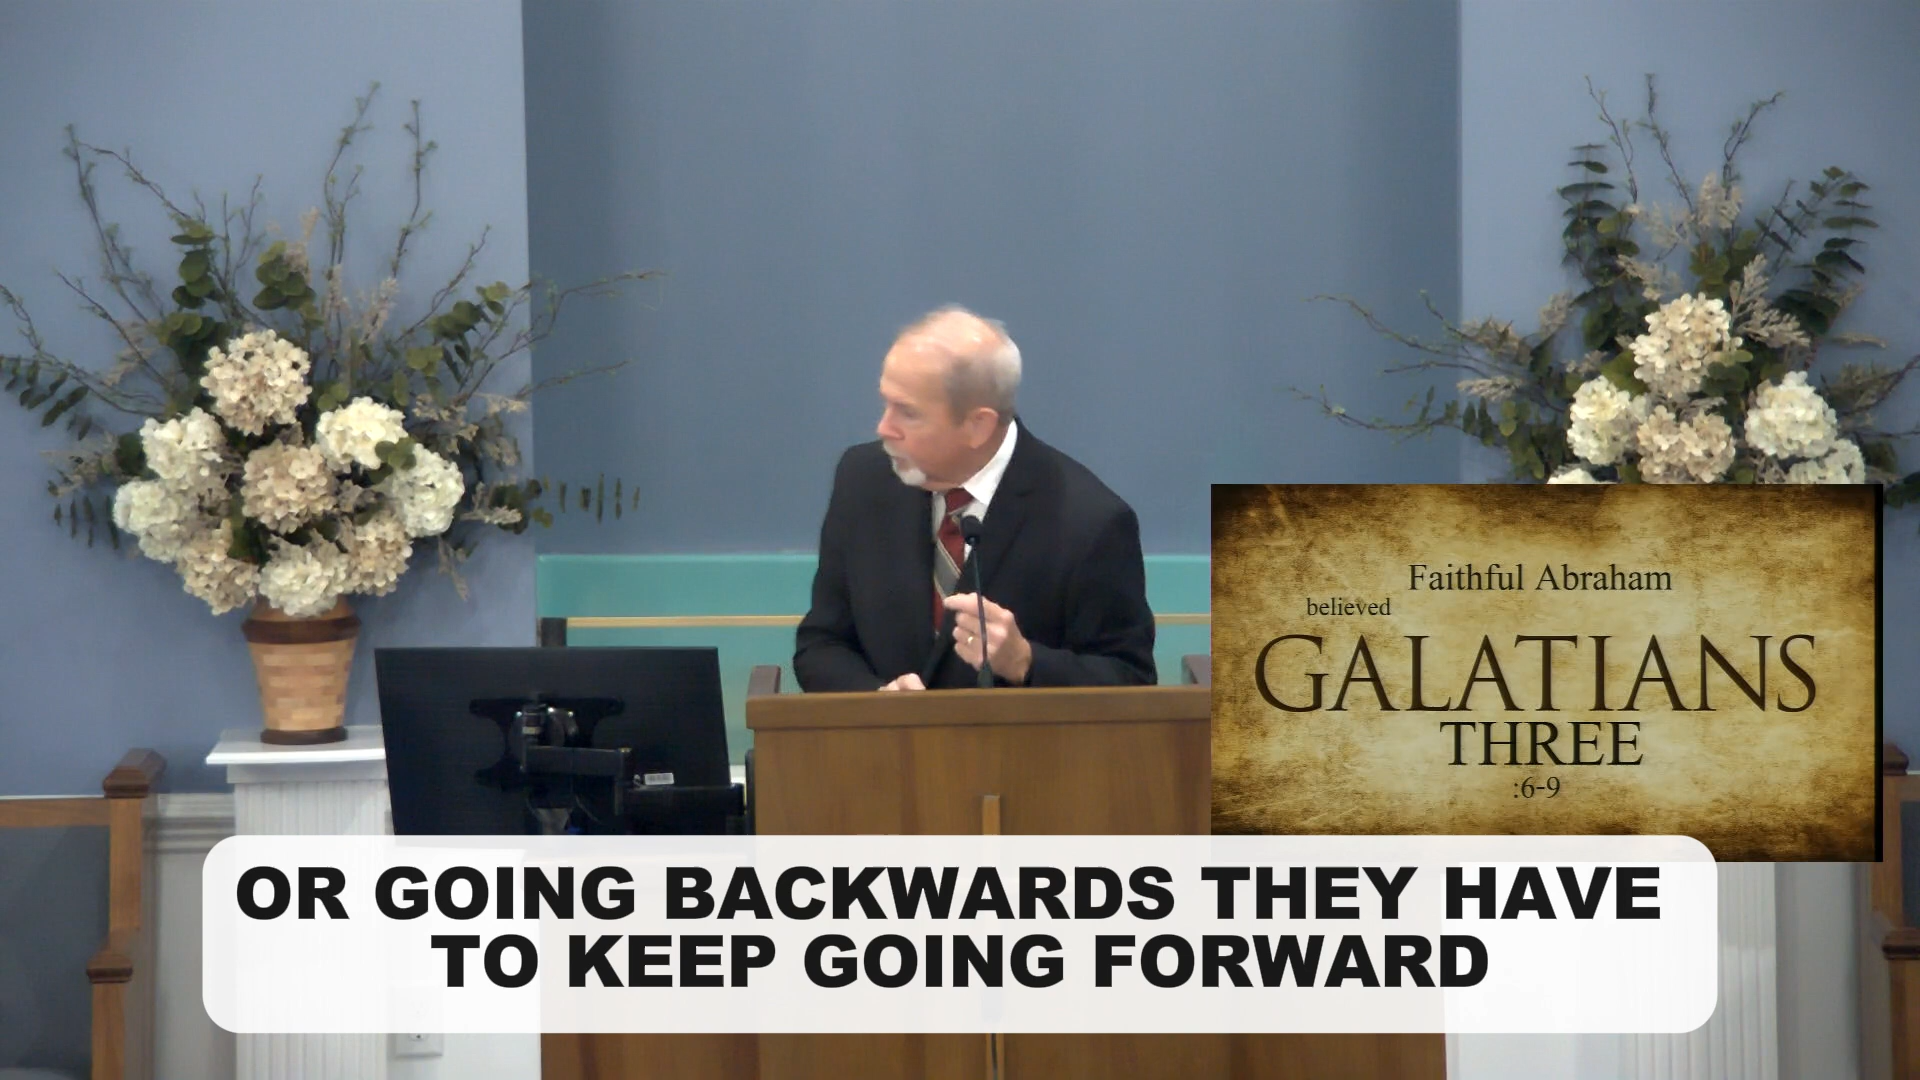 Faithful Abraham
believed
GALATIANS
THREE
:6-9
OR GOING BACKWARDS THEY HAVE
TO KEEP GOING FORWARD